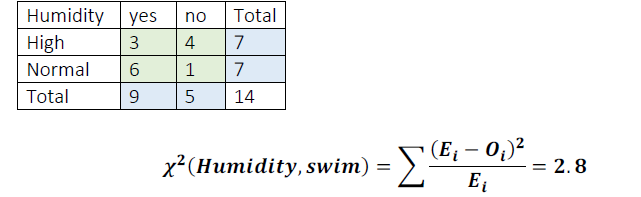 Humidity yes no Total
High 3 4 7
Normal 6 1 7
Total 9 5 14
χ²(Humidity, swim) = ∑ (Eᵢ − Oᵢ)² / Eᵢ = 2.8